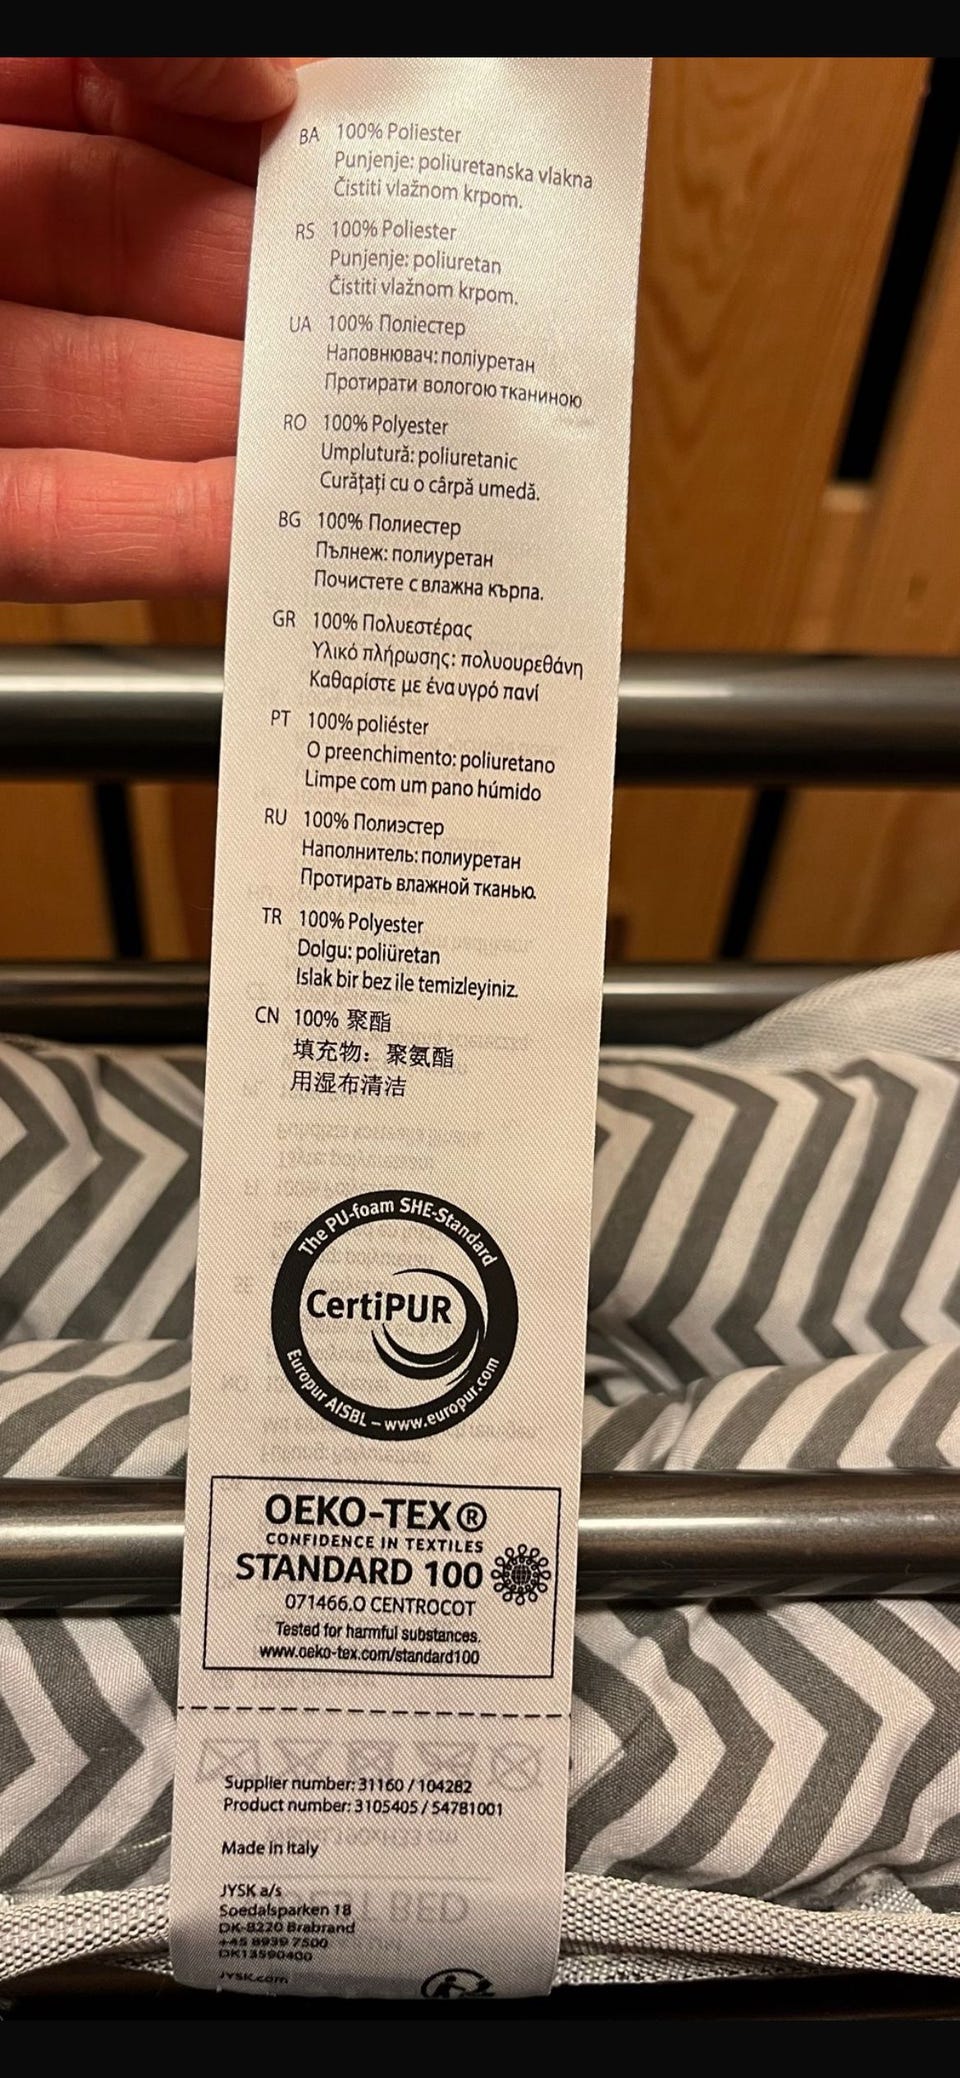 BA 100% Poliester
Punjenje: poliuretanska vlakna
Čistiti vlažnom krpom.
RS 100% Poliester
Punjenje: poliuretan
Čistiti vlažnom krpom.
UA 100% Поліестер
Наповнювач: поліуретан
Протирати вологою тканиною
RO 100% Polyester
Umplutură: poliuretanic
Curățați cu o cârpă umedă.
BG 100% Полиестер
Пълнеж: полиуретан
Почистете с влажна кърпа.
GR 100% Πολυεστέρας
Υλικό πλήρωσης: πολυουρεθάνη
Καθαρίστε με ένα υγρό πανί
PT 100% poliéster
O preenchimento: poliuretano
Limpe com um pano húmido
RU 100% Полиэстер
Наполнитель: полиуретан
Протирать влажной тканью.
TR 100% Polyester
Dolgu: poliüretan
Islak bir bez ile temizleyiniz.
CN 100% 聚酯
填充物：聚氨酯
用湿布清洁
The PU-foam SHE-Standard
CertiPUR
Europur AISBL – www.europur.com
OEKO-TEX®
CONFIDENCE IN TEXTILES
STANDARD 100
071466.O CENTROCOT
Tested for harmful substances.
www.oeko-tex.com/standard100
Supplier number: 31160 / 104282
Product number: 3105405 / 54781001
Made in Italy
JYSK a/s
Soedalsparken 18
DK-8220 Brabrand
+45 8939 7500
DK13590400
JYSK.com